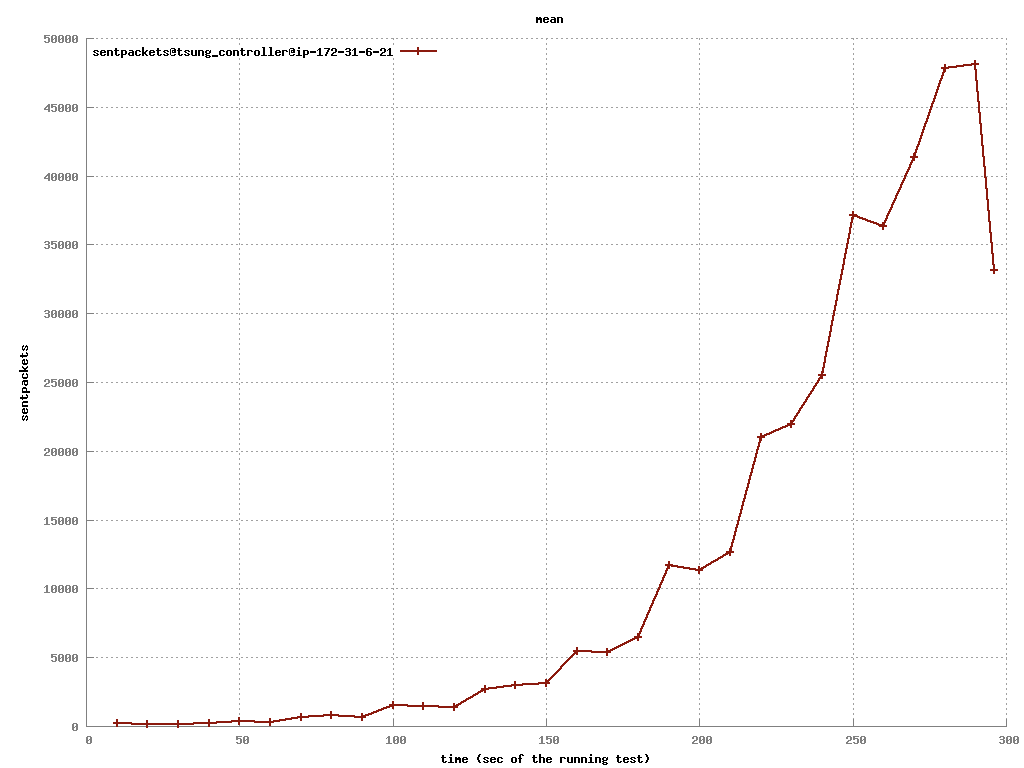 mean
50000
sentpackets@tsung_controller@ip-172-31-6-21
45000
40000
35000
30000
sentpackets
25000
20000
15000
10000
5000
0
0 50 100 150 200 250 300
time (sec of the running test)